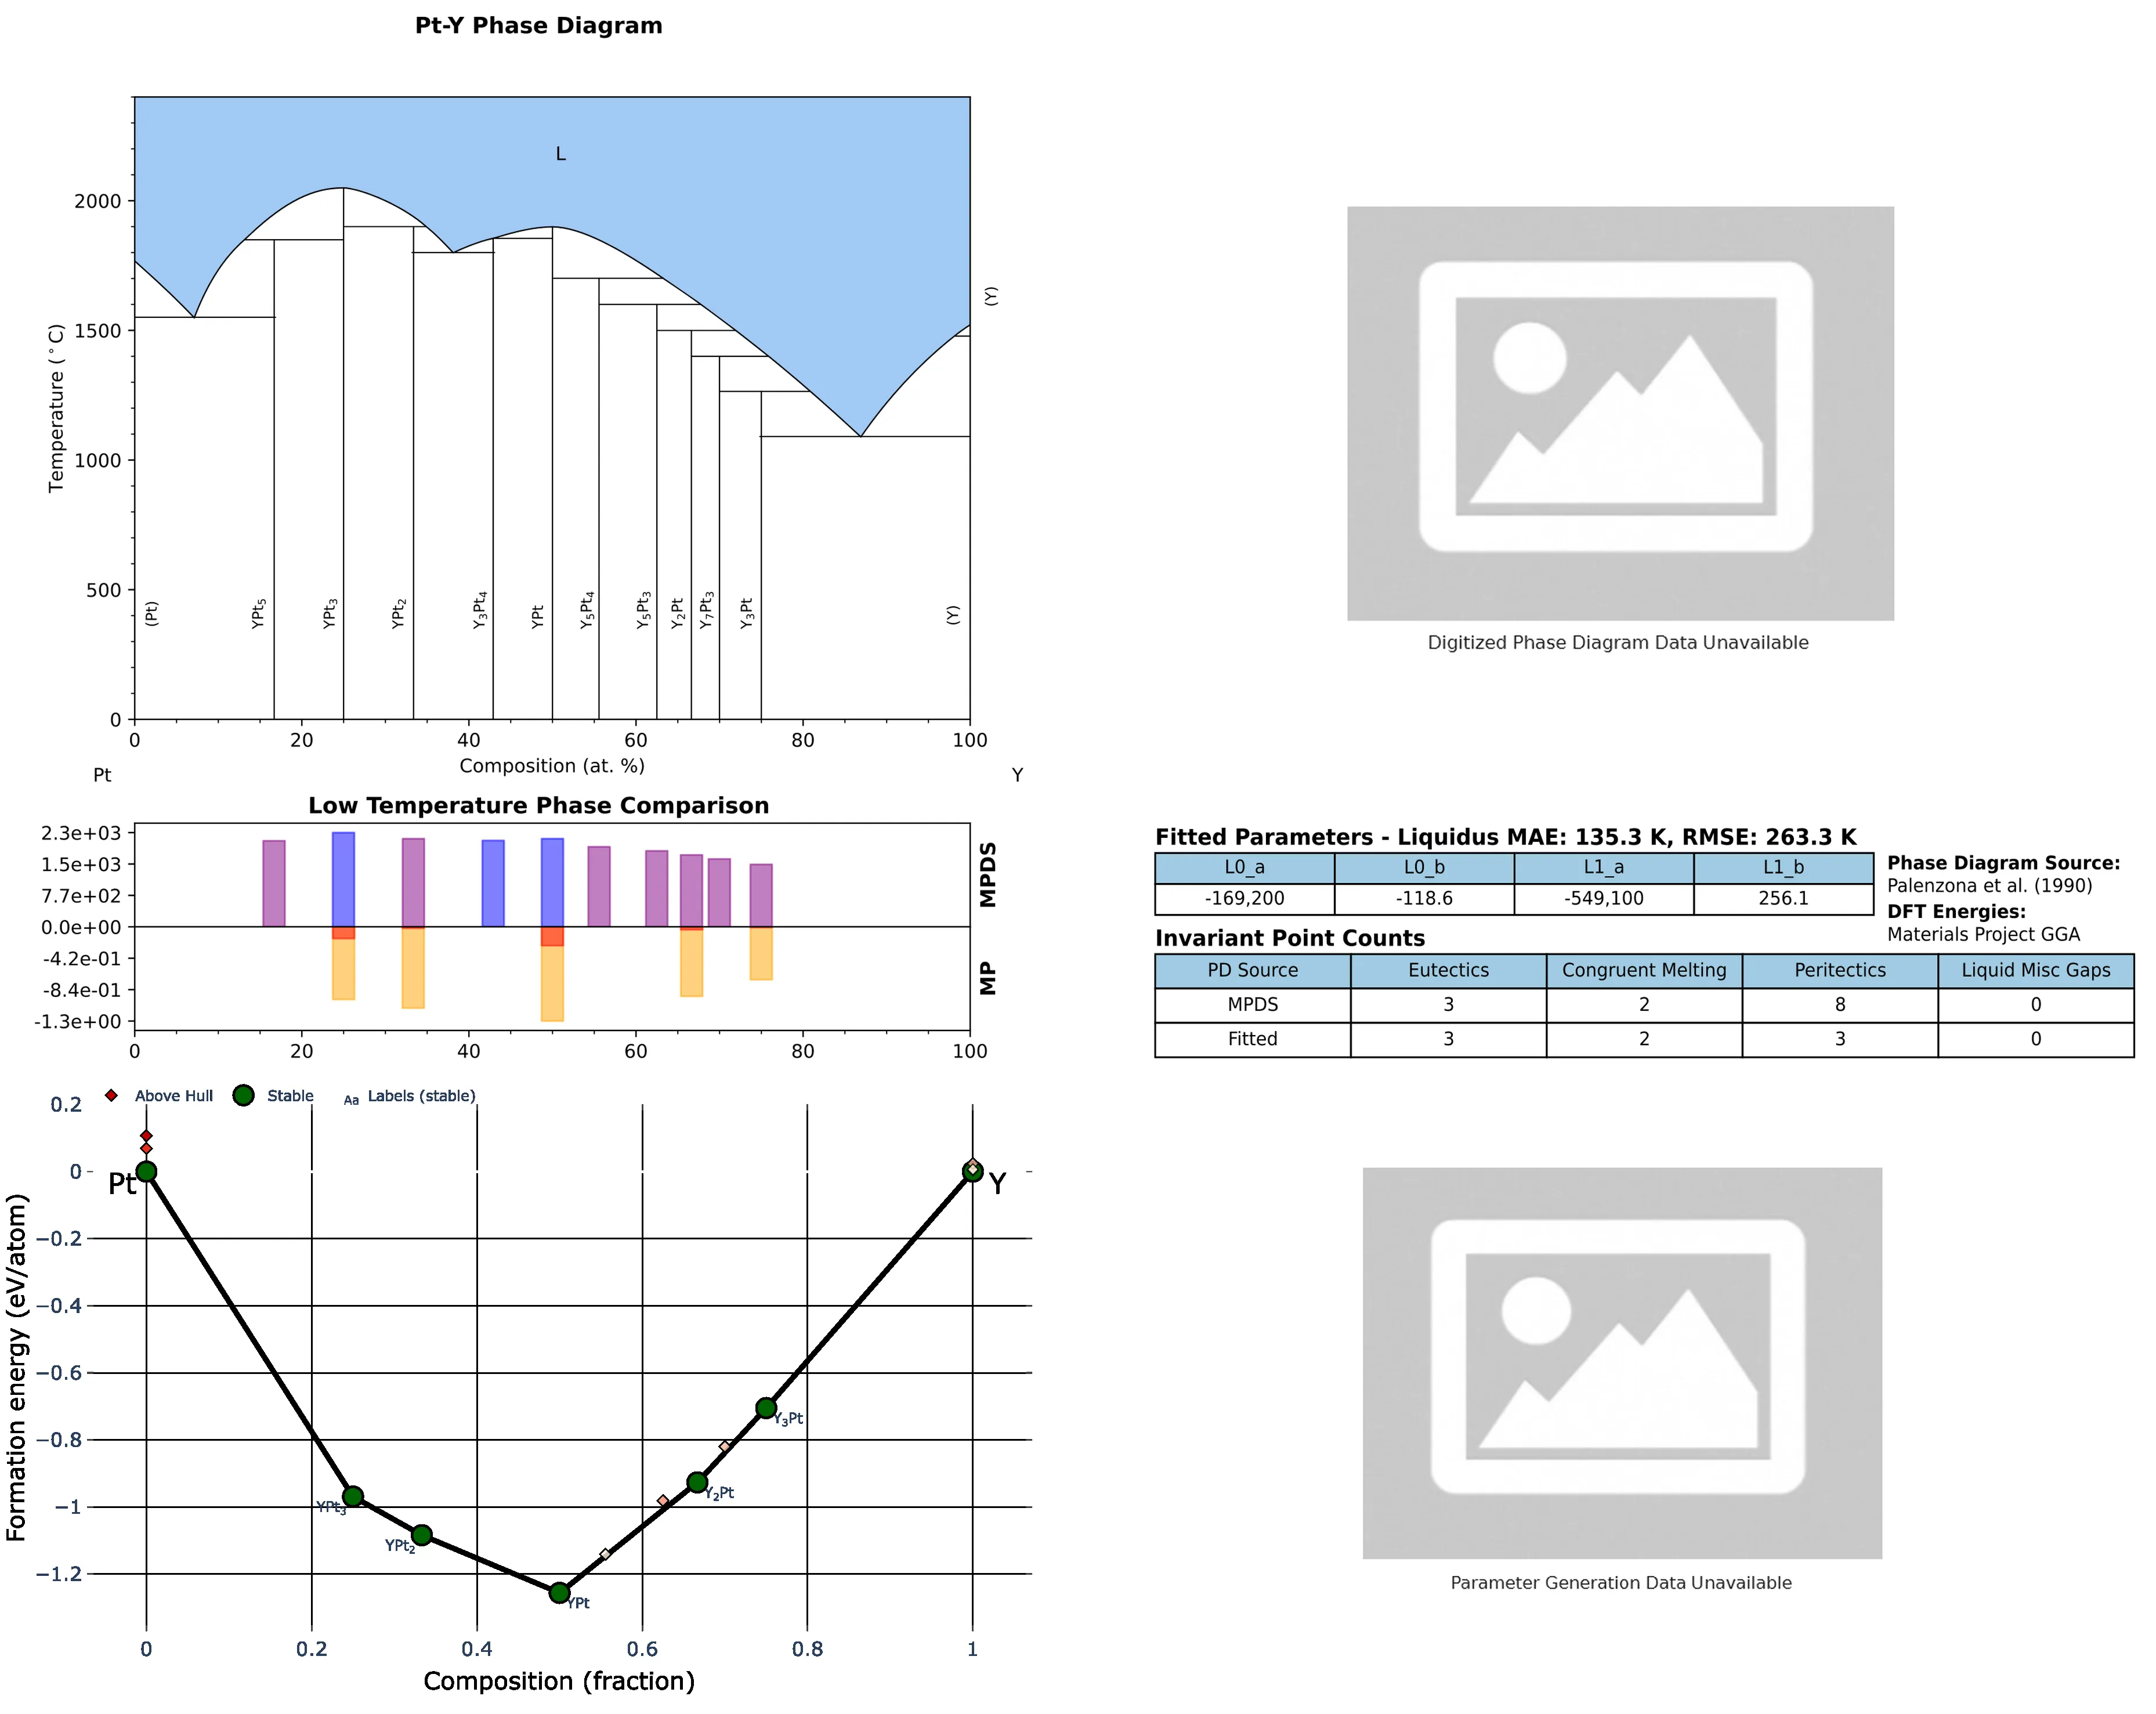 Pt-Y Phase Diagram
L
2000
1500
1000
500
0
Temperature (°C)
(Pt)
YPt₅
YPt₃
YPt₂
Y₃Pt₄
YPt
Y₅Pt₄
Y₅Pt₃
Y₂Pt
Y₇Pt₃
Y₃Pt
(Y)
(Y)
0 20 40 60 80 100
Composition (at. %)
Pt Y
Digitized Phase Diagram Data Unavailable
Low Temperature Phase Comparison
2.3e+03
1.5e+03
7.7e+02
0.0e+00
-4.2e-01
-8.4e-01
-1.3e+00
MPDS
MP
0 20 40 60 80 100
Fitted Parameters - Liquidus MAE: 135.3 K, RMSE: 263.3 K
L0_a L0_b L1_a L1_b
-169,200 -118.6 -549,100 256.1
Phase Diagram Source:
Palenzona et al. (1990)
DFT Energies:
Materials Project GGA
Invariant Point Counts
PD Source Eutectics Congruent Melting Peritectics Liquid Misc Gaps
MPDS 3 2 8 0
Fitted 3 2 3 0
Above Hull Stable Aa Labels (stable)
0.2
0
−0.2
−0.4
−0.6
−0.8
−1
−1.2
Formation energy (eV/atom)
Pt
Y
YPt₃
YPt₂
YPt
Y₂Pt
Y₃Pt
0 0.2 0.4 0.6 0.8 1
Composition (fraction)
Parameter Generation Data Unavailable